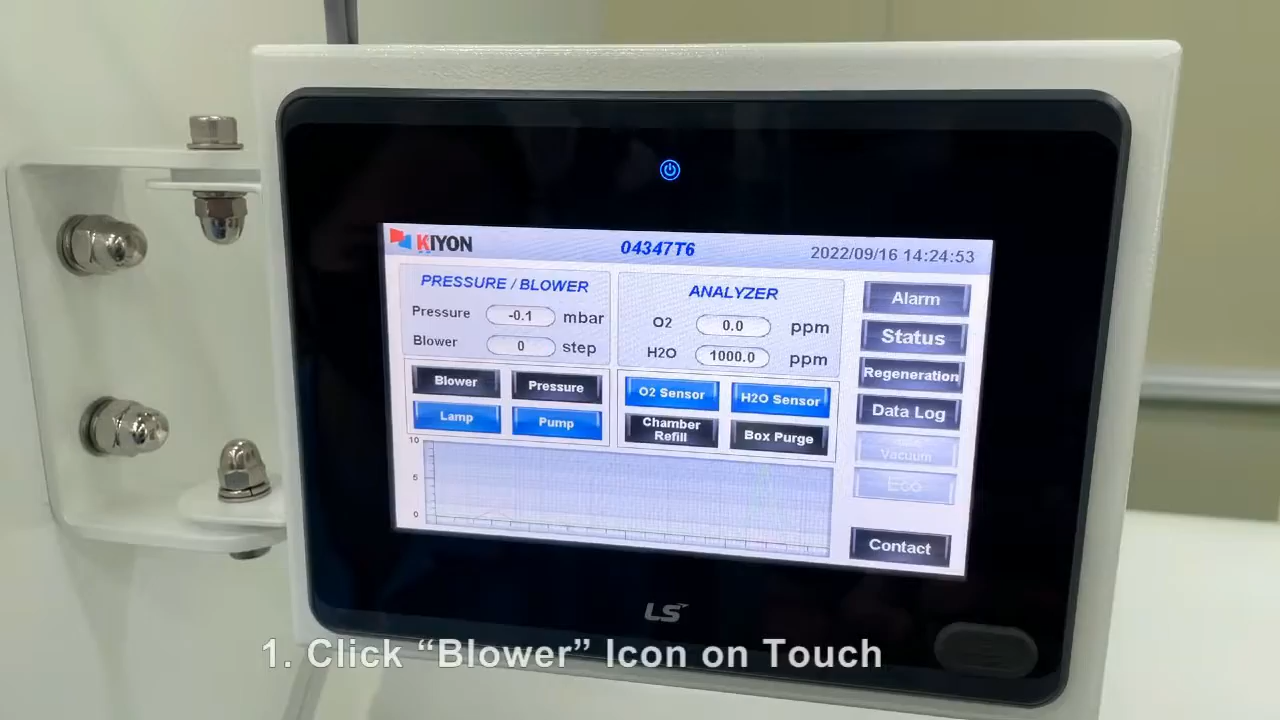 KIYON
04347T6
2022/09/16 14:24:53
PRESSURE / BLOWER
Pressure -0.1 mbar
Blower 0 step
ANALYZER
O2 0.0 ppm
H2O 1000.0 ppm
Blower
Pressure
Lamp
Pump
O2 Sensor
H2O Sensor
Chamber
Refill
Box Purge
10
5
0
Alarm
Status
Regeneration
Data Log
Vacuum
Eco
Contact
LS
1. Click “Blower” Icon on Touch